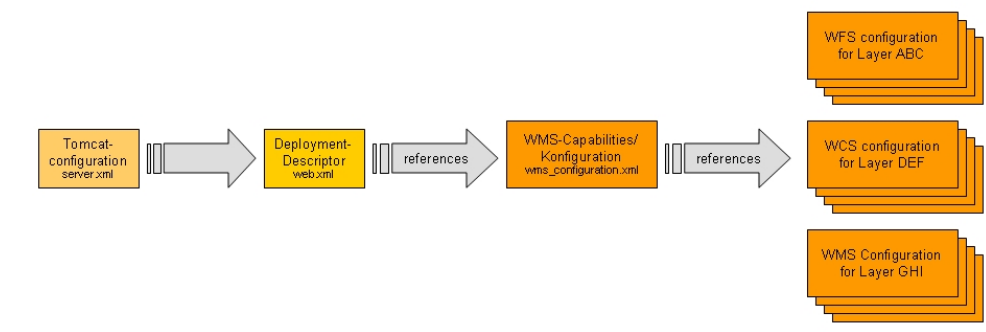 Tomcat-
configuration
server.xml
Deployment-
Descriptor
web.xml
references
WMS-Capabilities/
Konfiguration
wms_configuration.xml
references
WFS configuration
for Layer ABC
WCS configuration
for Layer DEF
WMS Configuration
for Layer GHI